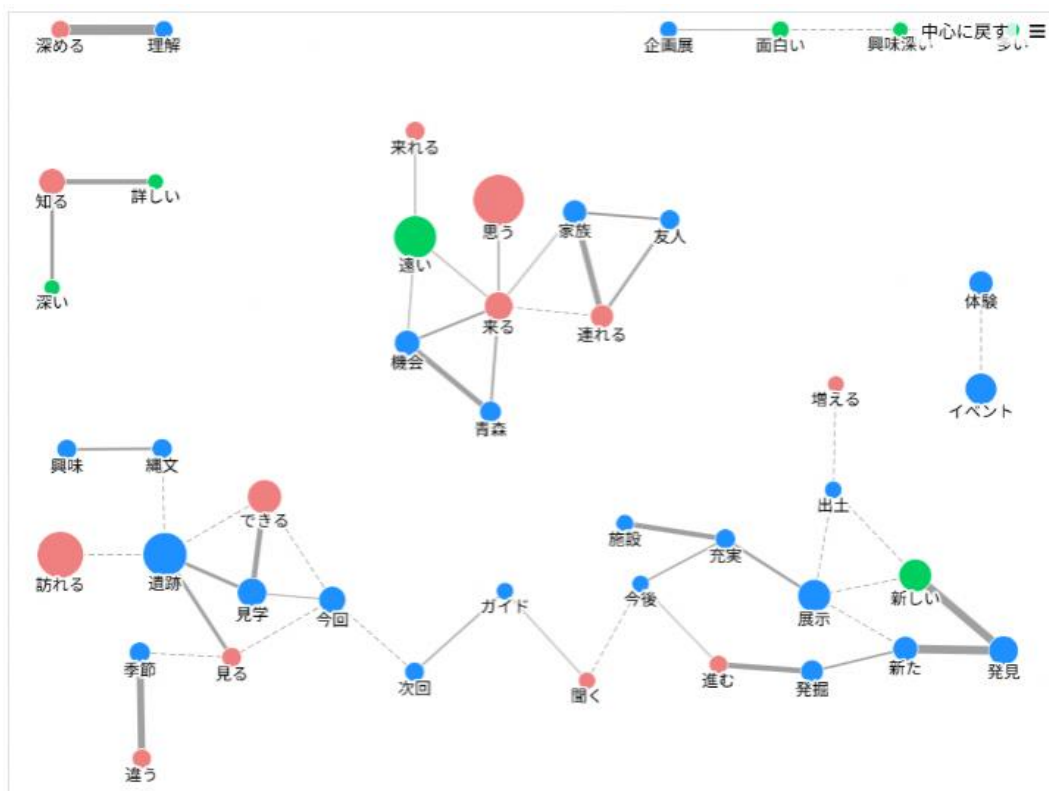 深める
理解
企画展
面白い
興味深い
中心に戻す
多い
来れる
知る
詳しい
思う
家族
友人
遠い
深い
体験
来る
連れる
機会
増える
イベント
青森
興味
縄文
できる
出土
施設
充実
訪れる
遺跡
見学
今回
ガイド
今後
展示
新しい
季節
見る
次回
聞く
進む
発掘
新た
発見
違う